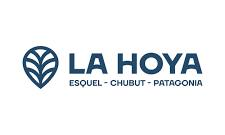 LA HOYA
ESQUEL - CHUBUT - PATAGONIA